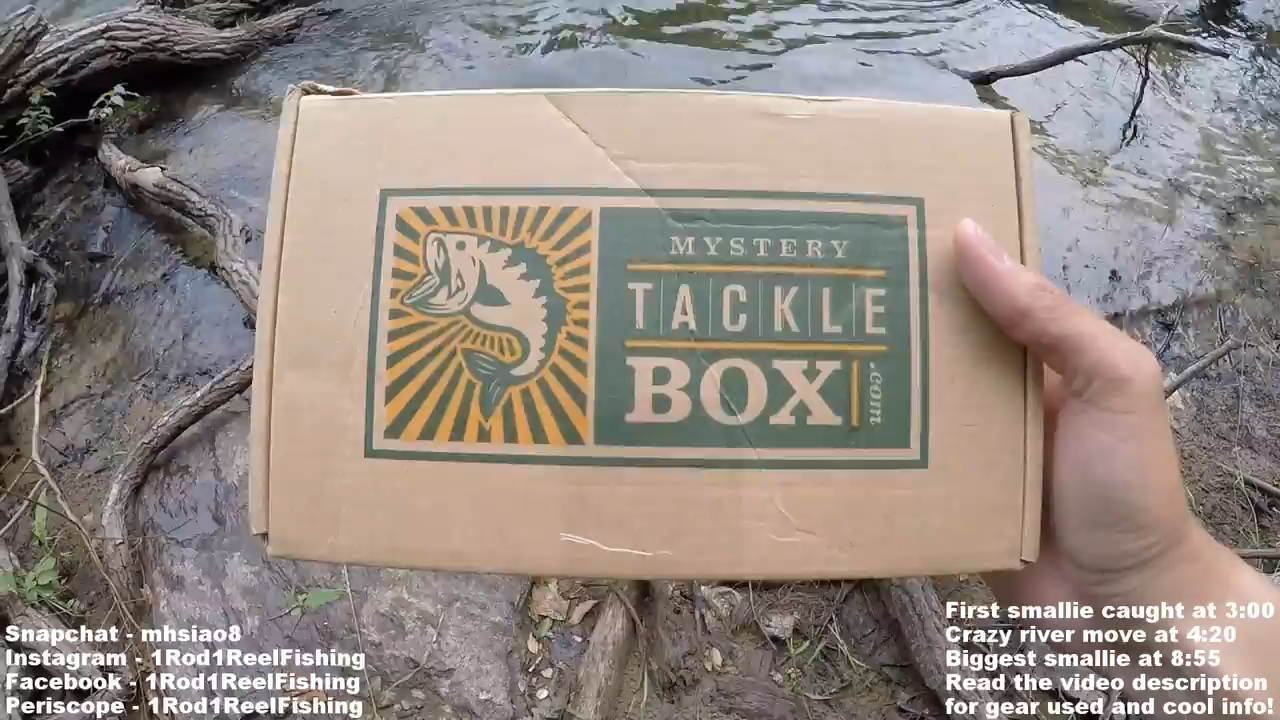 MYSTERY
TACKLE
BOX
.com
Snapchat - mhsiao8
Instagram - 1Rod1ReelFishing
Facebook - 1Rod1ReelFishing
Periscope - 1Rod1ReelFishing
First smallie caught at 3:00
Crazy river move at 4:20
Biggest smallie at 8:55
Read the video description
for gear used and cool info!